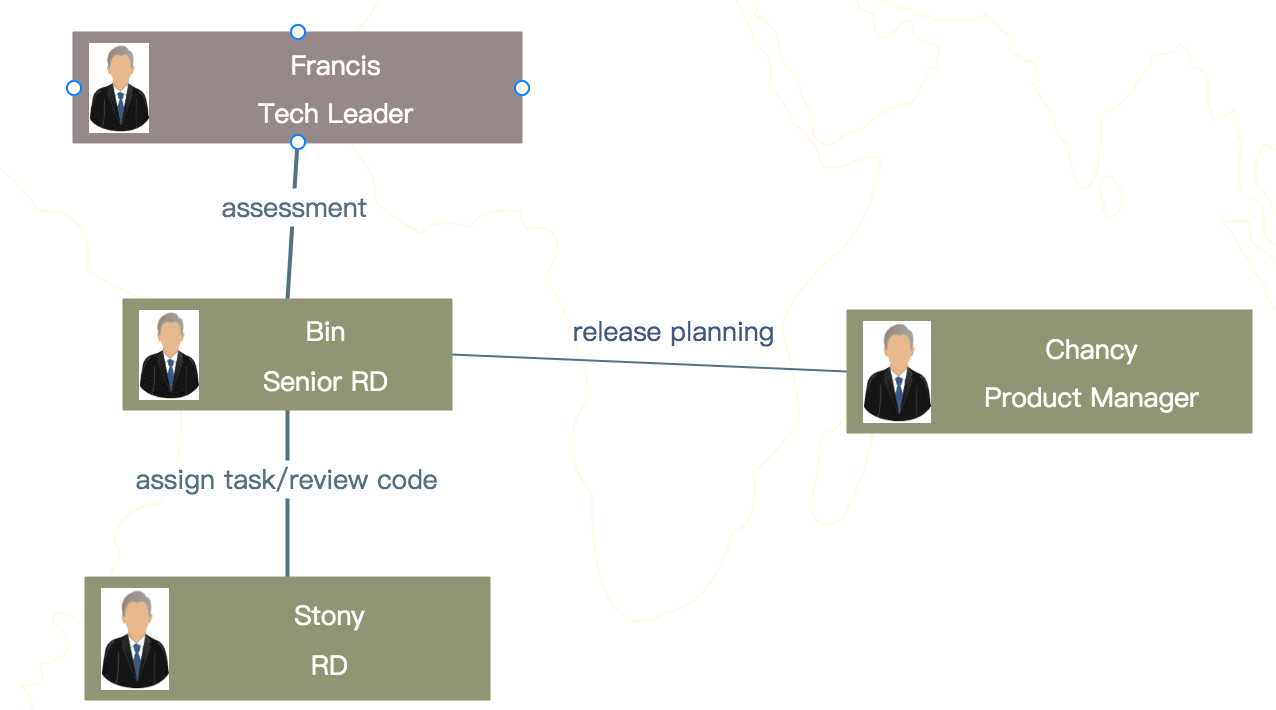 Francis
Tech Leader
assessment
Bin
Senior RD
release planning
Chancy
Product Manager
assign task/review code
Stony
RD